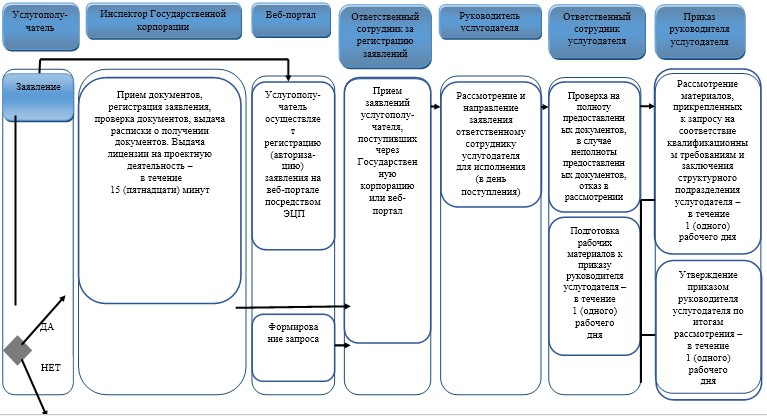 Услугополу-
чатель
Инспектор Государственной
корпорации
Веб-портал
Ответственный
сотрудник за
регистрацию
заявлений
Руководитель
услугодателя
Ответственный
сотрудник
услугодателя
Приказ
руководителя
услугодателя
Заявление
ДА
НЕТ
Прием документов,
регистрация заявления,
проверка документов, выдача
расписки о получении
документов. Выдача
лицензии на проектную
деятельность –
в течение
15 (пятнадцати) минут
Услугополу-
чатель
осуществляе
т
регистрацию
(авториза-
цию)
заявления на
веб-портале
посредством
ЭЦП
Формирова
ние запроса
Прием
заявлений
услугополу-
чателя,
поступивших
через
Государствен
ную
корпорацию
или веб-
портал
Рассмотрение и
направление
заявления
ответственному
сотруднику
услугодателя
для исполнения
(в день
поступления)
Проверка на
полноту
предоставленн
ых документов,
в случае
неполноты
предоставленн
ых документов,
отказ в
рассмотрении
Подготовка
рабочих
материалов к
приказу
руководителя
услугодателя –
в течение
1 (одного)
рабочего
дня
Рассмотрение
материалов,
прикрепленных
к запросу на
соответствие
квалификационны
м требованиям и
заключения
структурного
подразделения
услугодателя –
в течение
1 (одного)
рабочего дня
Утверждение
приказом
руководителя
услугодателя по
итогам
рассмотрения –
в течение
1 (одного)
рабочего
дня